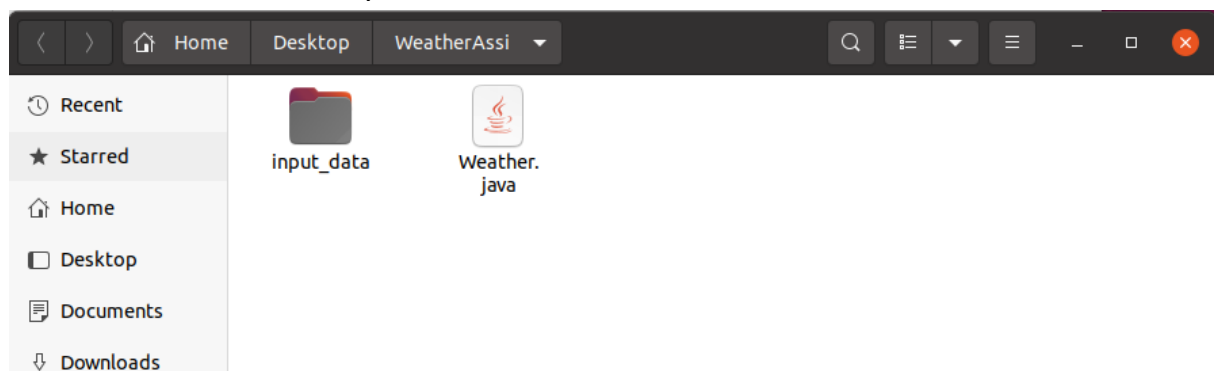 Home Desktop WeatherAssi
Recent
Starred
Home
Desktop
Documents
Downloads
input_data
Weather.
java